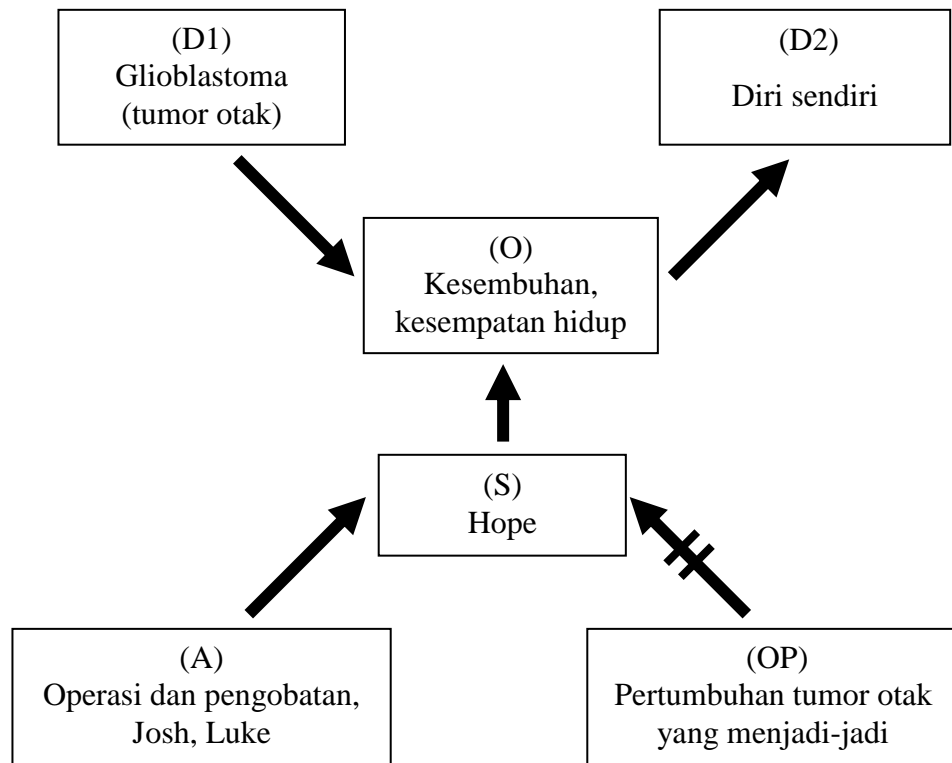 (D1)
Glioblastoma
(tumor otak)
(D2)
Diri sendiri
(O)
Kesembuhan,
kesempatan hidup
(S)
Hope
(A)
Operasi dan pengobatan,
Josh, Luke
(OP)
Pertumbuhan tumor otak
yang menjadi-jadi